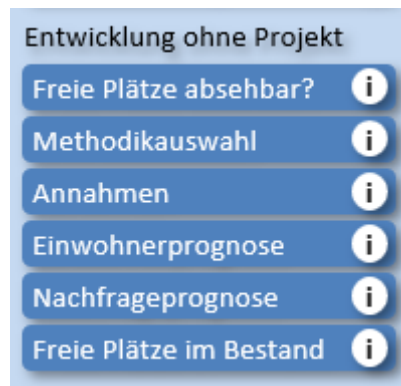 Entwicklung ohne Projekt
Freie Plätze absehbar? i
Methodikauswahl i
Annahmen i
Einwohnerprognose i
Nachfrageprognose i
Freie Plätze im Bestand i